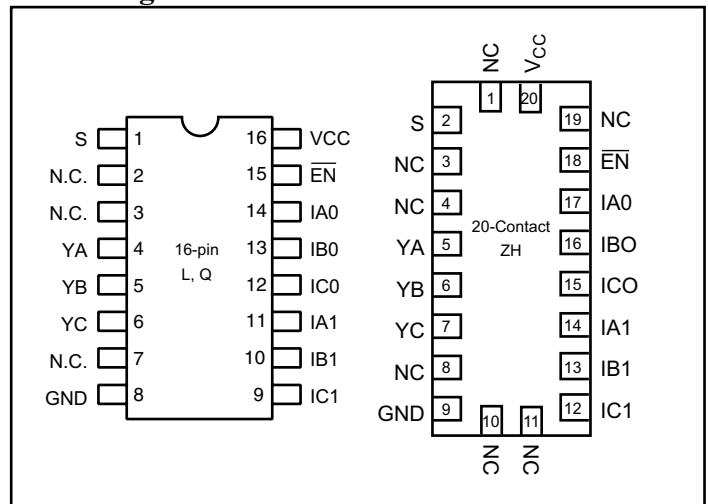 S 1 16 VCC
N.C. 2 15 EN
N.C. 3 14 IA0
YA 4 13 IB0
YB 5 12 IC0
YC 6 11 IA1
N.C. 7 10 IB1
GND 8 9 IC1
16-pin
L, Q
NC VCC
1 20
S 2 19 NC
NC 3 18 EN
NC 4 17 IA0
YA 5 16 IBO
YB 6 15 ICO
YC 7 14 IA1
NC 8 13 IB1
GND 9 12 IC1
10 11
NC NC
20-Contact
ZH